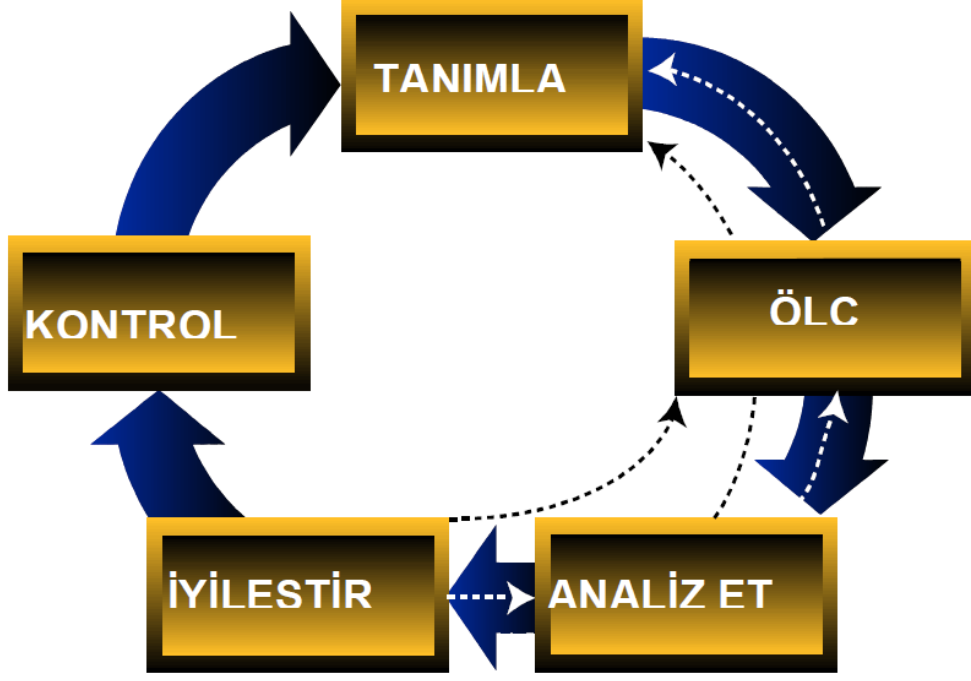 TANIMLA
ÖLC
ANALİZ ET
İYİLESTİR
KONTROL